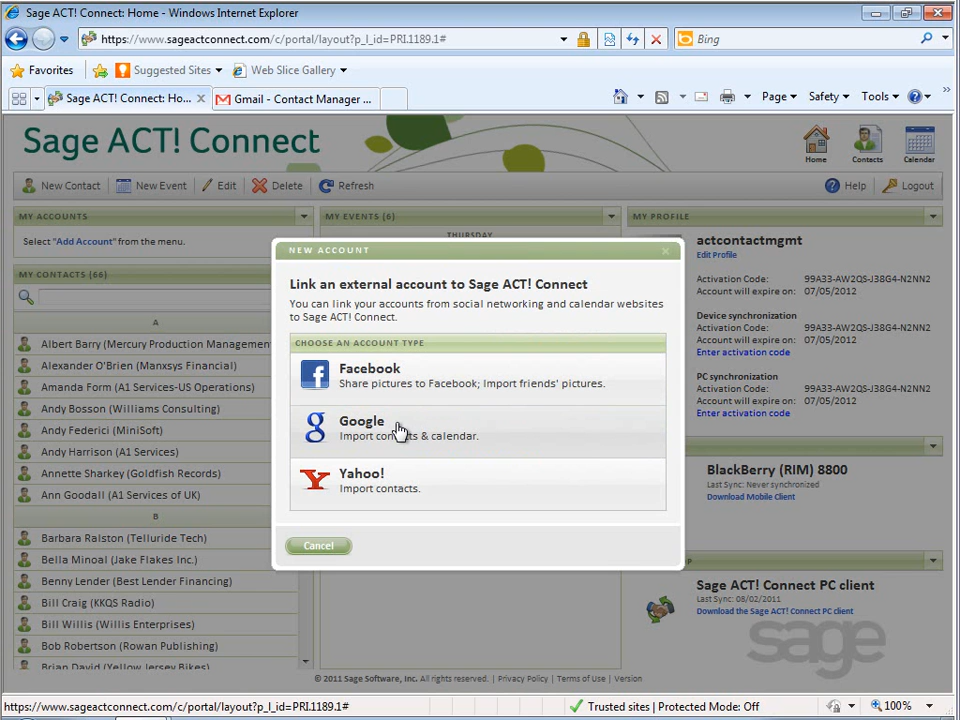 Sage ACT! Connect: Home - Windows Internet Explorer
https://www.sageactconnect.com/c/portal/layout?p_l_id=PRI.1189.1#
Bing
Favorites
Suggested Sites
Web Slice Gallery
Sage ACT! Connect: Ho...
Gmail - Contact Manager ...
Page
Safety
Tools
Sage ACT! Connect
Home
Contacts
Calendar
New Contact
New Event
Edit
Delete
Refresh
Help
Logout
MY ACCOUNTS
Select "Add Account" from the menu.
MY CONTACTS (66)
A
Albert Barry (Mercury Production Management
Alexander O'Brien (Manxsys Financial)
Amanda Form (A1 Services-US Operations)
Andy Bosson (Williams Consulting)
Andy Federici (MiniSoft)
Andy Harrison (A1 Services)
Annette Sharkey (Goldfish Records)
Ann Goodall (A1 Services of UK)
B
Barbara Ralston (Telluride Tech)
Bella Minoal (Jake Flakes Inc.)
Benny Lender (Best Lender Financing)
Bill Craig (KKQS Radio)
Bill Willis (Willis Enterprises)
Bob Robertson (Rowan Publishing)
Brian David (Yellow Jersey Bikes)
MY EVENTS (6)
THURSDAY
NEW ACCOUNT
Link an external account to Sage ACT! Connect
You can link your accounts from social networking and calendar websites
to Sage ACT! Connect.
CHOOSE AN ACCOUNT TYPE
Facebook
Share pictures to Facebook; Import friends' pictures.
Google
Import contacts & calendar.
Yahoo!
Import contacts.
Cancel
MY PROFILE
actcontactmgmt
Edit Profile
Activation Code: 99A33-AW2QS-J38G4-N2NN2
Account will expire on: 07/05/2012
Device synchronization
Activation Code: 99A33-AW2QS-J38G4-N2NN2
Account will expire on: 07/05/2012
Enter activation code
PC synchronization
Activation Code: 99A33-AW2QS-J38G4-N2NN2
Account will expire on: 07/05/2012
Enter activation code
BlackBerry (RIM) 8800
Last Sync: Never synchronized
Download Mobile Client
Sage ACT! Connect PC client
Last Sync: 08/02/2011
Download the Sage ACT! Connect PC client
sage
© 2011 Sage Software, Inc. All rights reserved. | Privacy Policy | Terms of Use | Version
https://www.sageactconnect.com/c/portal/layout?p_l_id=PRI.1189.1#
Trusted sites | Protected Mode: Off
100%